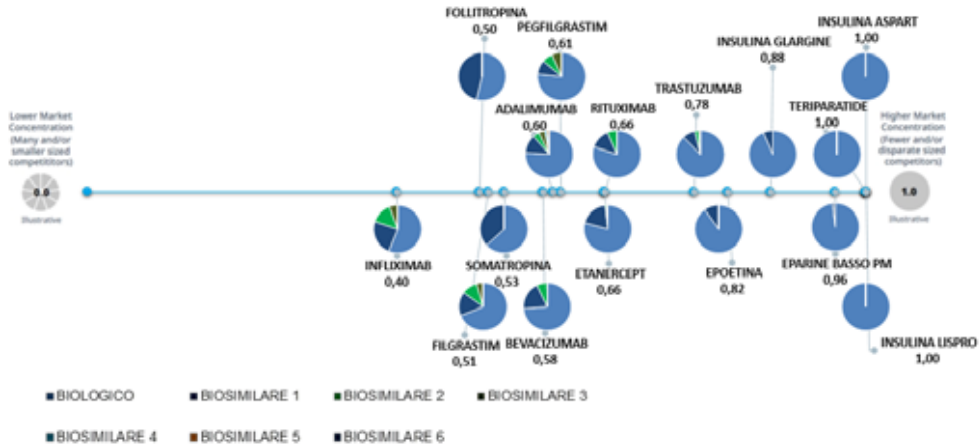 FOLLITROPINA
0,50
PEGFILGRASTIM
0,61
INSULINA GLARGINE
0,88
INSULINA ASPART
1,00
ADALIMUMAB
0,60
RITUXIMAB
0,66
TRASTUZUMAB
0,78
TERIPARATIDE
1,00
Lower Market
Concentration
(Many and/or
smaller sized
competitors)
0.0
Illustrative
Higher Market
Concentration
(Fewer and/or
disparate sized
competitors)
1.0
Illustrative
INFLIXIMAB
0,40
SOMATROPINA
0,53
ETANERCEPT
0,66
EPOETINA
0,82
EPARINE BASSO PM
0,96
FILGRASTIM
0,51
BEVACIZUMAB
0,58
INSULINA LISPRO
1,00
BIOLOGICO
BIOSIMILARE 1
BIOSIMILARE 2
BIOSIMILARE 3
BIOSIMILARE 4
BIOSIMILARE 5
BIOSIMILARE 6